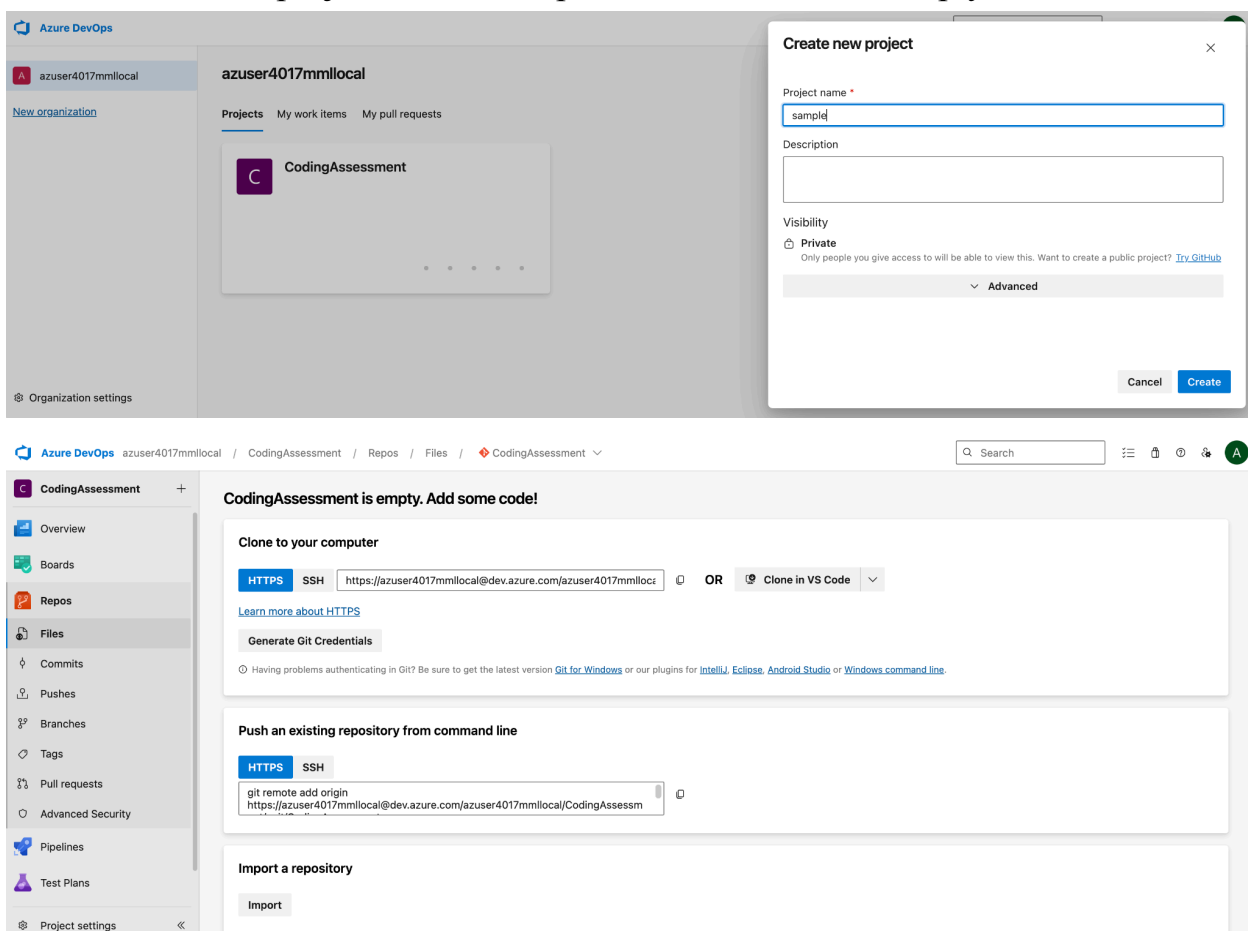 Azure DevOps
A azuser4017mmllocal
New organization
Organization settings
azuser4017mmllocal
Projects My work items My pull requests
C CodingAssessment
Create new project
Project name *
sample
Description
Visibility
Private
Only people you give access to will be able to view this. Want to create a public project? Try GitHub
Advanced
Cancel Create
Azure DevOps azuser4017mmllocal / CodingAssessment / Repos / Files / CodingAssessment
Search
A
C CodingAssessment +
Overview
Boards
Repos
Files
Commits
Pushes
Branches
Tags
Pull requests
Advanced Security
Pipelines
Test Plans
Project settings
CodingAssessment is empty. Add some code!
Clone to your computer
HTTPS SSH https://azuser4017mmllocal@dev.azure.com/azuser4017mmlloca OR Clone in VS Code
Learn more about HTTPS
Generate Git Credentials
Having problems authenticating in Git? Be sure to get the latest version Git for Windows or our plugins for IntelliJ, Eclipse, Android Studio or Windows command line.
Push an existing repository from command line
HTTPS SSH
git remote add origin
https://azuser4017mmllocal@dev.azure.com/azuser4017mmllocal/CodingAssessm
Import a repository
Import